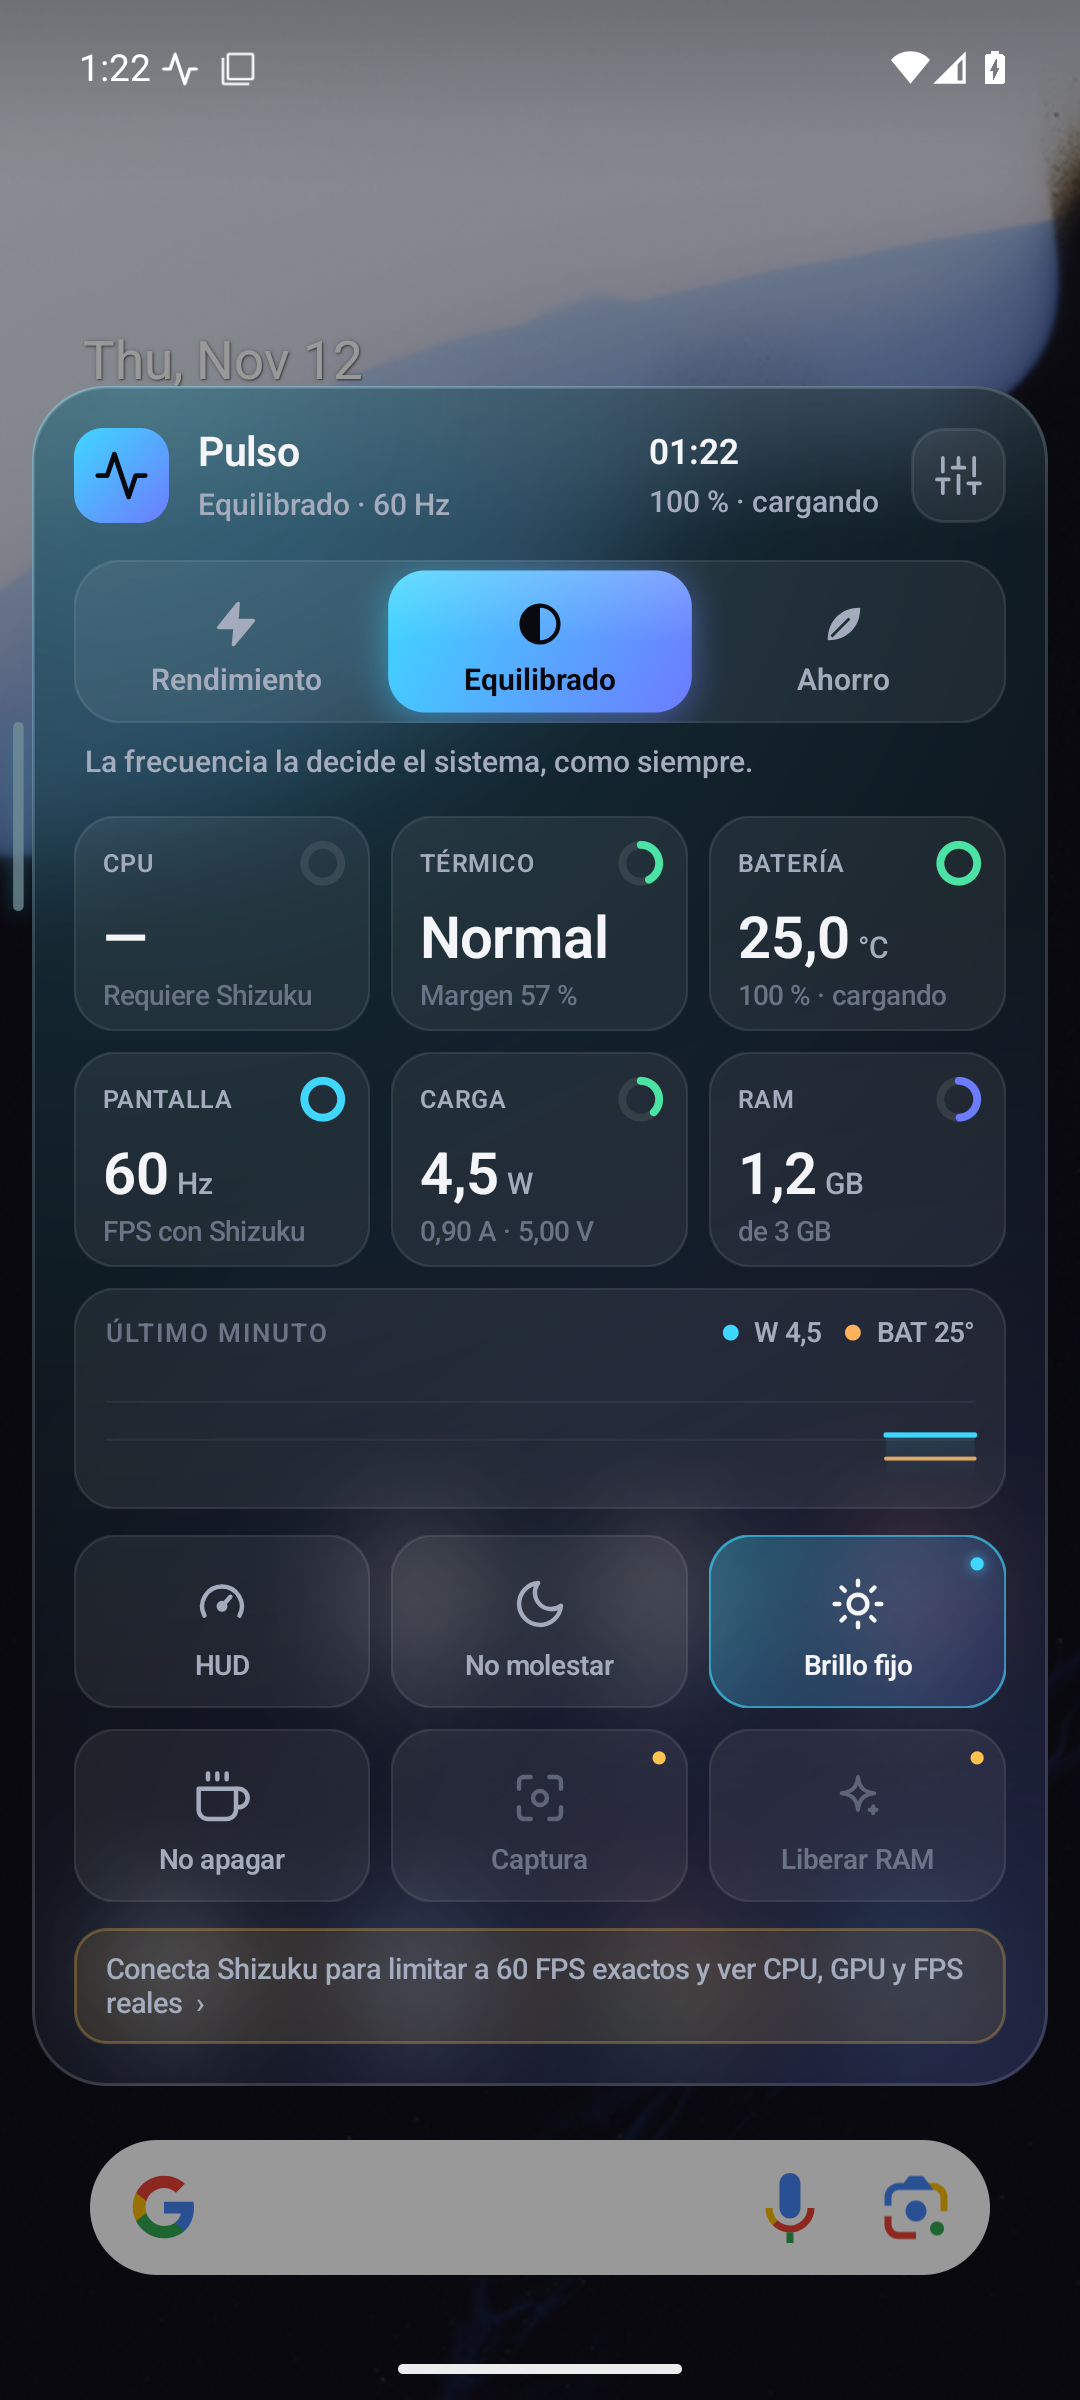 1:22
Thu, Nov 12
Pulso
Equilibrado · 60 Hz
01:22
100 % · cargando
Rendimiento
Equilibrado
Ahorro
La frecuencia la decide el sistema, como siempre.
CPU
—
Requiere Shizuku
TÉRMICO
Normal
Margen 57 %
BATERÍA
25,0 °C
100 % · cargando
PANTALLA
60 Hz
FPS con Shizuku
CARGA
4,5 W
0,90 A · 5,00 V
RAM
1,2 GB
de 3 GB
ÚLTIMO MINUTO
W 4,5
BAT 25°
HUD
No molestar
Brillo fijo
No apagar
Captura
Liberar RAM
Conecta Shizuku para limitar a 60 FPS exactos y ver CPU, GPU y FPS
reales ›